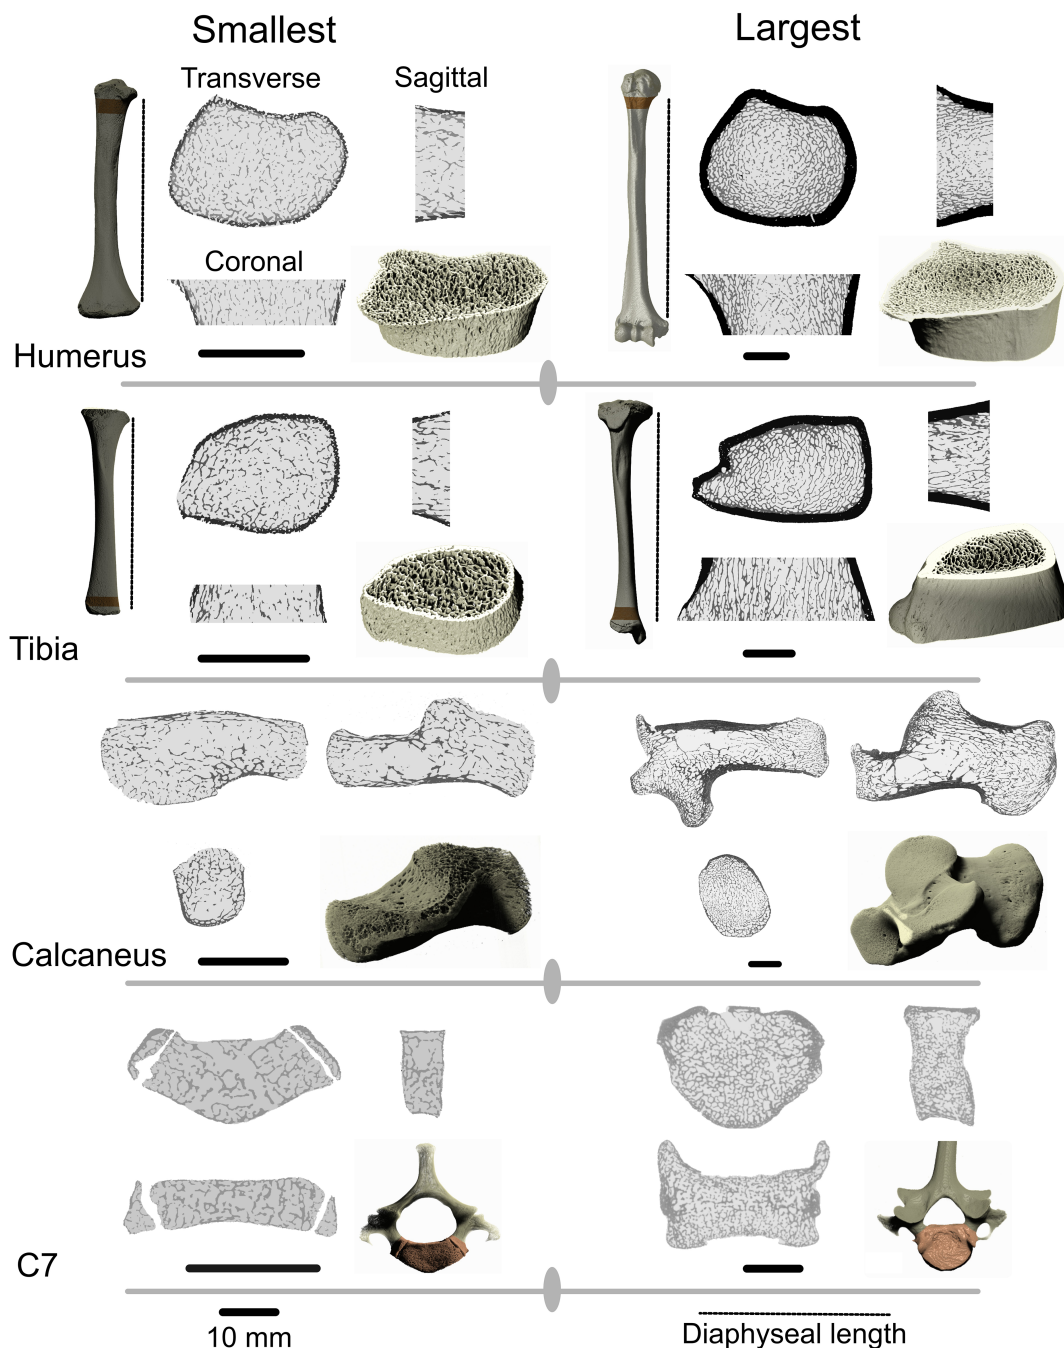 Smallest
Largest
Transverse
Sagittal
Coronal
Humerus
Tibia
Calcaneus
C7
10 mm
Diaphyseal length